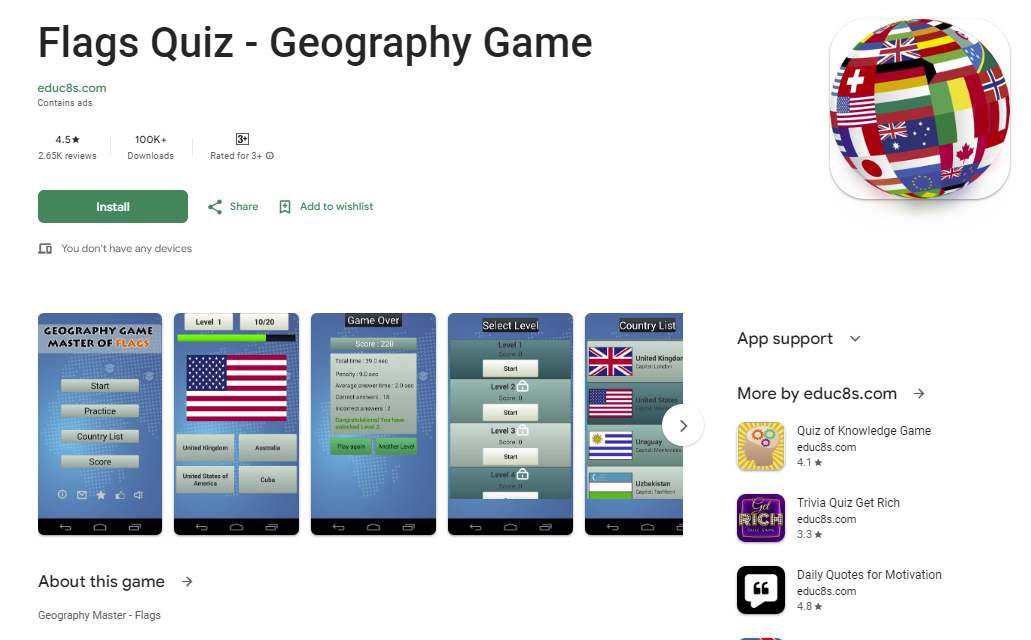 Flags Quiz - Geography Game
educ8s.com
Contains ads
4.5★
2.65K reviews
100K+
Downloads
3+
Rated for 3+
Install
Share
Add to wishlist
You don't have any devices
GEOGRAPHY GAME
MASTER OF FLAGS
Start
Practice
Country List
Score
Level 1
10/20
United Kingdom
Australia
United States of
America
Cuba
Game Over
Score : 220
Total time : 39.0 sec
Penalty : 9.0 sec
Average answer time : 2.0 sec
Correct answers : 18
Incorrect answers : 2
Congratulations! You have
unlocked Level 2.
Play again
Another Level
Select Level
Level 1
Score: 0
Start
Level 2
Score: 0
Start
Level 3
Score: 0
Start
Level 4
Score: 0
Country List
United Kingdom
Capital: London
United States
Uruguay
Capital: Montevideo
Uzbekistan
Capital: Tashkent
About this game
Geography Master - Flags
App support
More by educ8s.com
Quiz of Knowledge Game
educ8s.com
4.1★
Get
RICH
QUIZ GAME
Trivia Quiz Get Rich
educ8s.com
3.3★
Daily Quotes for Motivation
educ8s.com
4.8★